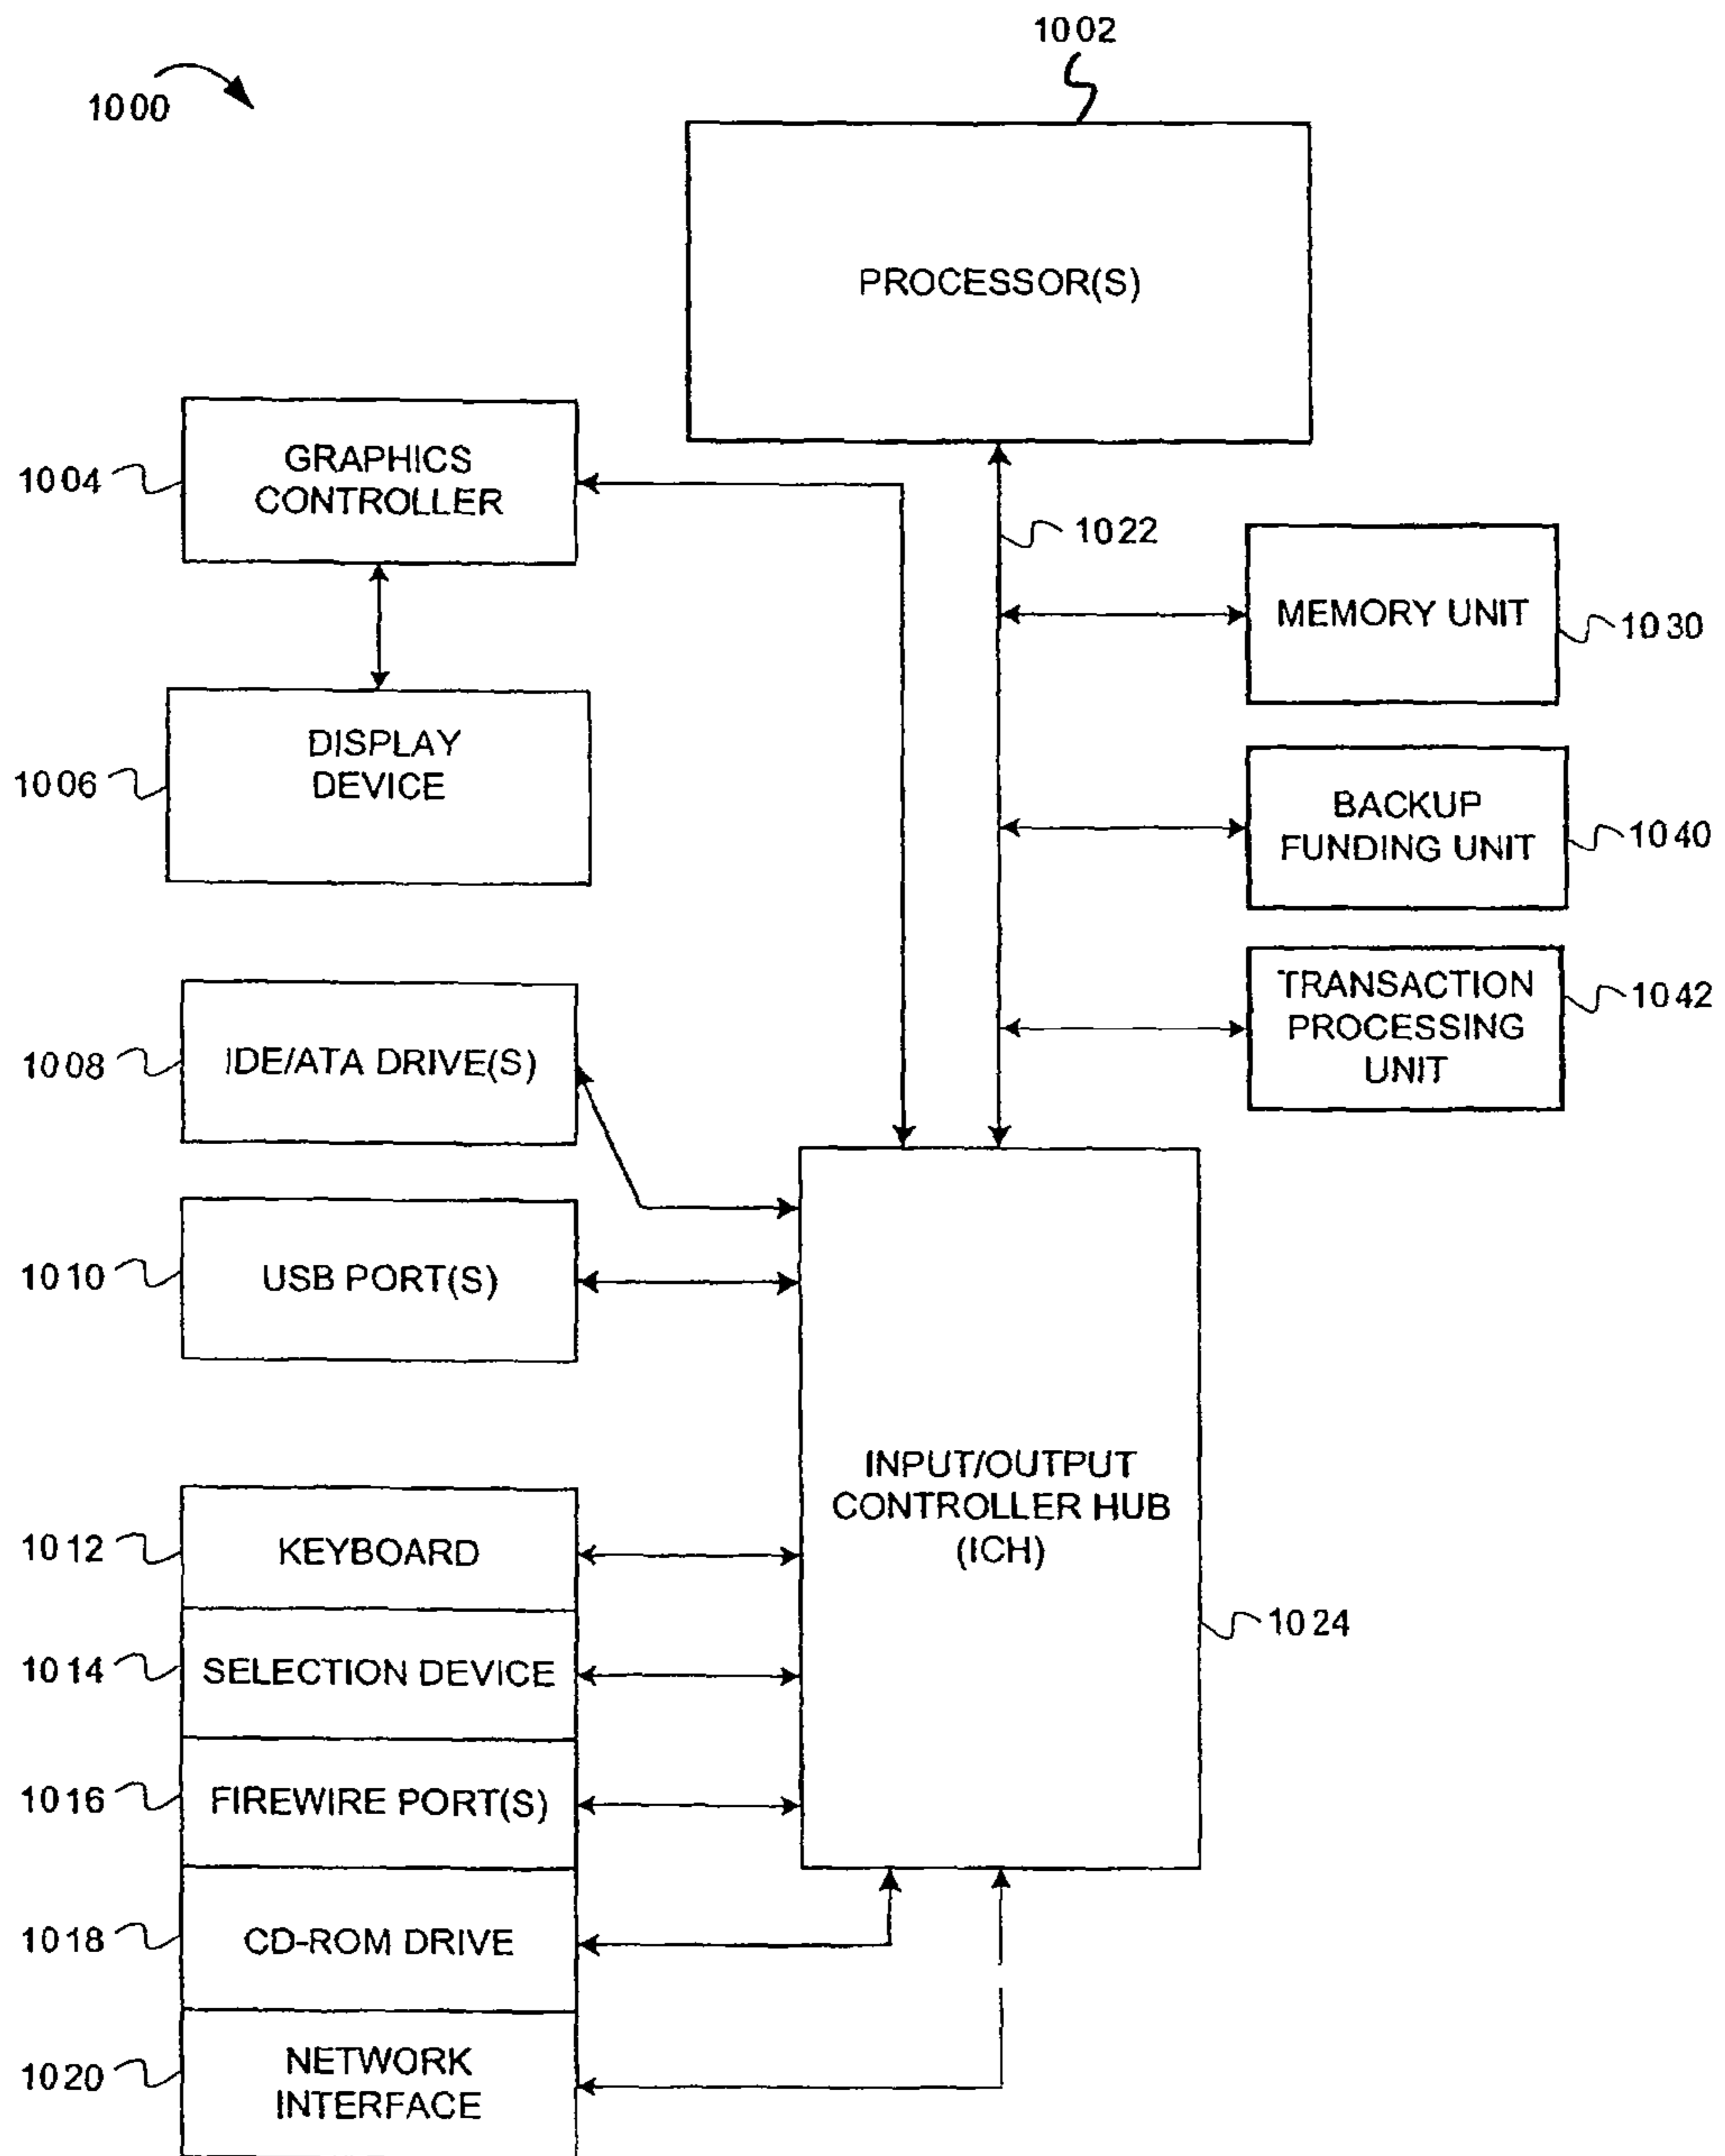 1002
1000
PROCESSOR(S)
GRAPHICS
CONTROLLER
1004
1022
MEMORY UNIT
1030
DISPLAY
DEVICE
1006
BACKUP
FUNDING UNIT
1040
TRANSACTION
PROCESSING
UNIT
1042
1008
IDE/ATA DRIVE(S)
1010
USB PORT(S)
INPUT/OUTPUT
CONTROLLER HUB
(ICH)
1024
1012
KEYBOARD
1014
SELECTION DEVICE
1016
FIREWIRE PORT(S)
1018
CD-ROM DRIVE
1020
NETWORK
INTERFACE